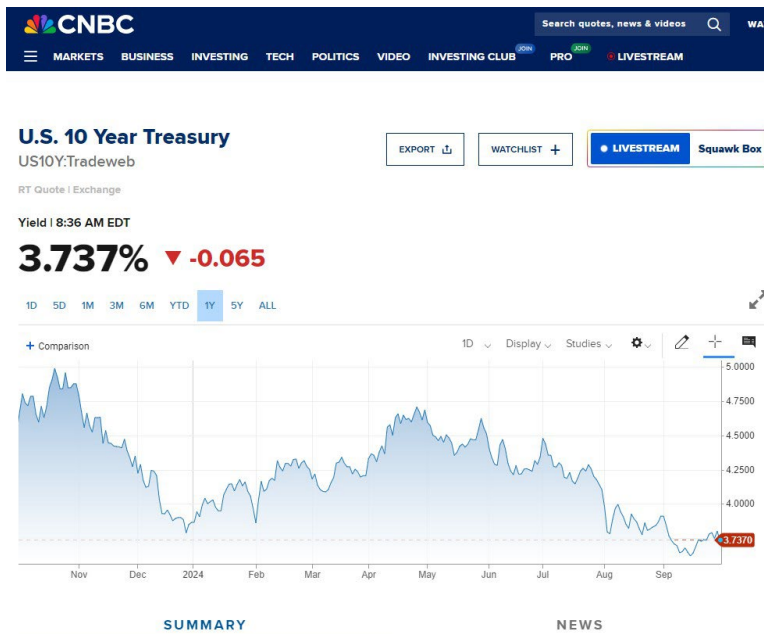 CNBC
Search quotes, news & videos
WA
MARKETS BUSINESS INVESTING TECH POLITICS VIDEO INVESTING CLUB JOIN PRO JOIN LIVESTREAM
U.S. 10 Year Treasury
US10Y:Tradeweb
EXPORT
WATCHLIST +
LIVESTREAM
Squawk Box
RT Quote | Exchange
Yield | 8:36 AM EDT
3.737% ▼ -0.065
1D 5D 1M 3M 6M YTD 1Y 5Y ALL
+ Comparison
1D Display Studies
5.0000
4.7500
4.5000
4.2500
4.0000
3.7370
Nov Dec 2024 Feb Mar Apr May Jun Jul Aug Sep
SUMMARY NEWS